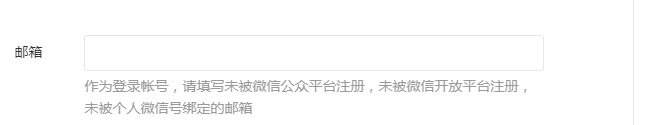 邮箱
作为登录帐号，请填写未被微信公众平台注册，未被微信开放平台注册，
未被个人微信号绑定的邮箱